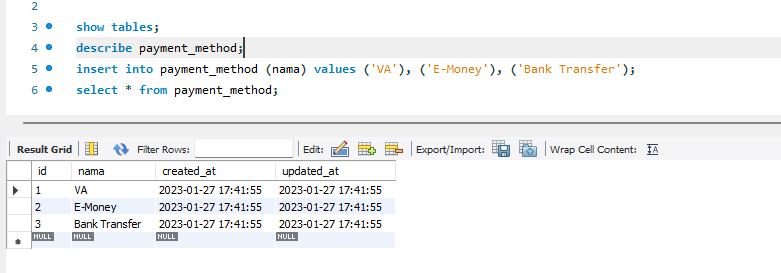 2
3 show tables;
4 describe payment_method;
5 insert into payment_method (nama) values ('VA'), ('E-Money'), ('Bank Transfer');
6 select * from payment_method;
Result Grid Filter Rows: Edit: Export/Import: Wrap Cell Content: IA
id nama created_at updated_at
1 VA 2023-01-27 17:41:55 2023-01-27 17:41:55
2 E-Money 2023-01-27 17:41:55 2023-01-27 17:41:55
3 Bank Transfer 2023-01-27 17:41:55 2023-01-27 17:41:55
NULL NULL NULL NULL